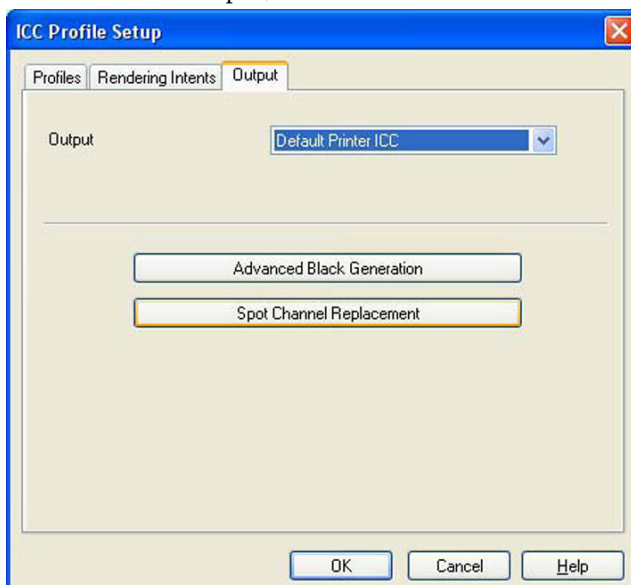 ICC Profile Setup
Profiles Rendering Intents Output
Output Default Printer ICC
Advanced Black Generation
Spot Channel Replacement
OK Cancel Help